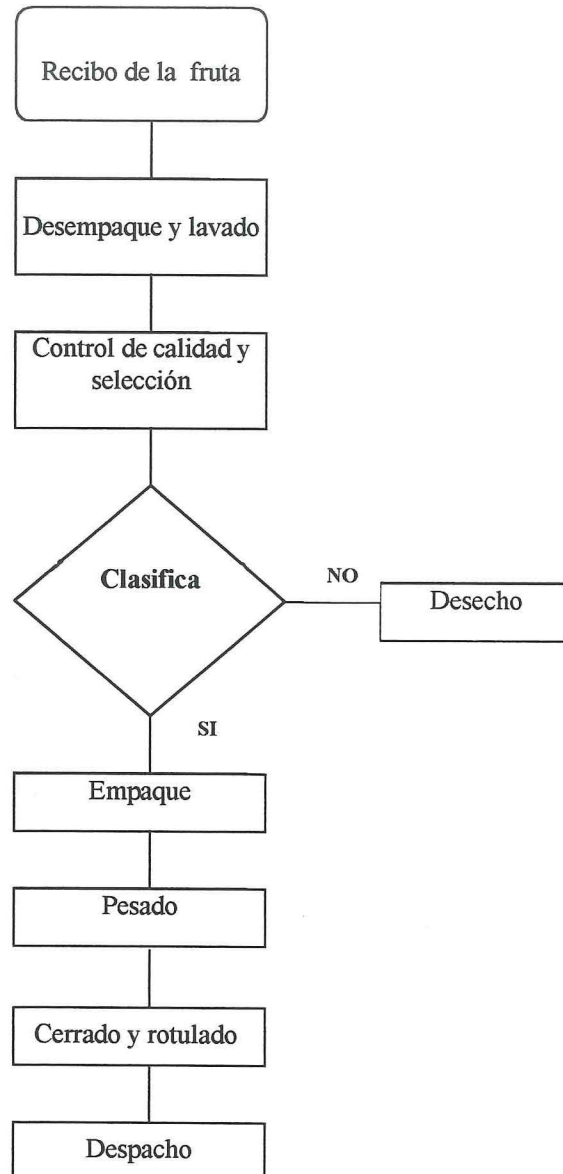 Recibo de la fruta
Desempaque y lavado
Control de calidad y
selección
Clasifica
NO
Desecho
SI
Empaque
Pesado
Cerrado y rotulado
Despacho